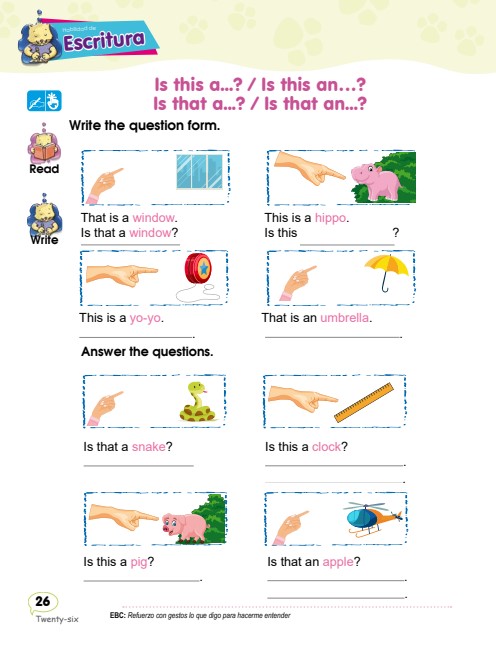 Habilidad de
Escritura
Is this a...? / Is this an...?
Is that a...? / Is that an...?
Write the question form.
Read
Write
That is a window.
Is that a window?
This is a hippo.
Is this ?
This is a yo-yo.
.
That is an umbrella.
.
Answer the questions.
Is that a snake?
Is this a clock?
.
.
Is this a pig?
.
Is that an apple?
.
.
26
Twenty-six
EBC: Refuerzo con gestos lo que digo para hacerme entender